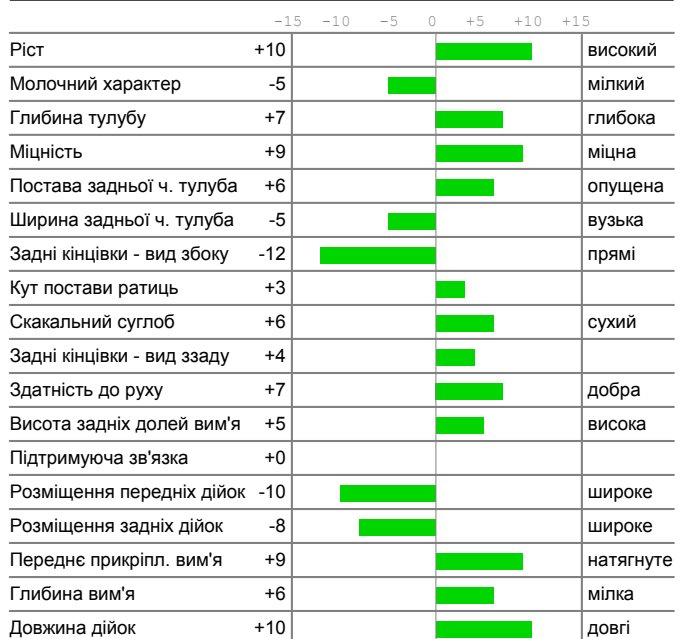 -15 -10 -5 0 +5 +10 +15
Ріст +10 високий
Молочний характер -5 мілкий
Глибина тулубу +7 глибока
Міцність +9 міцна
Постава задньої ч. тулуба +6 опущена
Ширина задньої ч. тулуба -5 вузька
Задні кінцівки - вид збоку -12 прямі
Кут постави ратиць +3
Скакальний суглоб +6 сухий
Задні кінцівки - вид ззаду +4
Здатність до руху +7 добра
Висота задніх долей вим'я +5 висока
Підтримуюча зв'язка +0
Розміщення передніх дійок -10 широке
Розміщення задніх дійок -8 широке
Переднє прикріпл. вим'я +9 натягнуте
Глибина вим'я +6 мілка
Довжина дійок +10 довгі